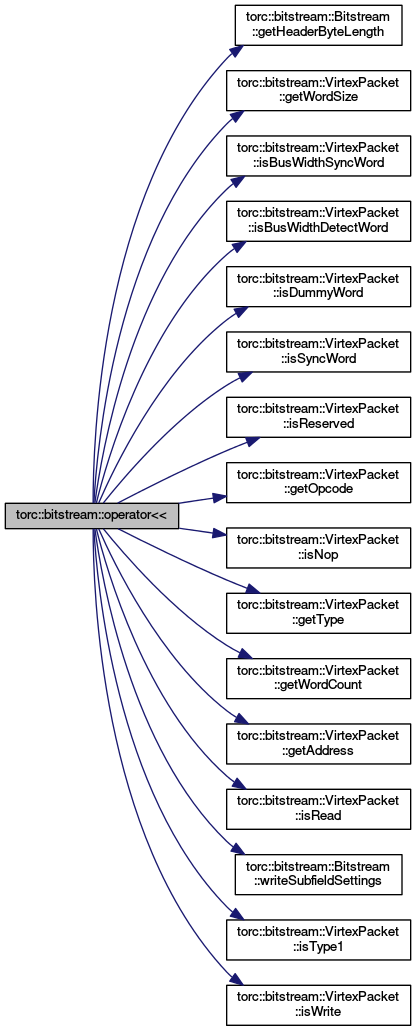 torc::bitstream::Bitstream
::getHeaderByteLength
torc::bitstream::VirtexPacket
::getWordSize
torc::bitstream::VirtexPacket
::isBusWidthSyncWord
torc::bitstream::VirtexPacket
::isBusWidthDetectWord
torc::bitstream::VirtexPacket
::isDummyWord
torc::bitstream::VirtexPacket
::isSyncWord
torc::bitstream::VirtexPacket
::isReserved
torc::bitstream::VirtexPacket
::getOpcode
torc::bitstream::operator<<
torc::bitstream::VirtexPacket
::isNop
torc::bitstream::VirtexPacket
::getType
torc::bitstream::VirtexPacket
::getWordCount
torc::bitstream::VirtexPacket
::getAddress
torc::bitstream::VirtexPacket
::isRead
torc::bitstream::Bitstream
::writeSubfieldSettings
torc::bitstream::VirtexPacket
::isType1
torc::bitstream::VirtexPacket
::isWrite